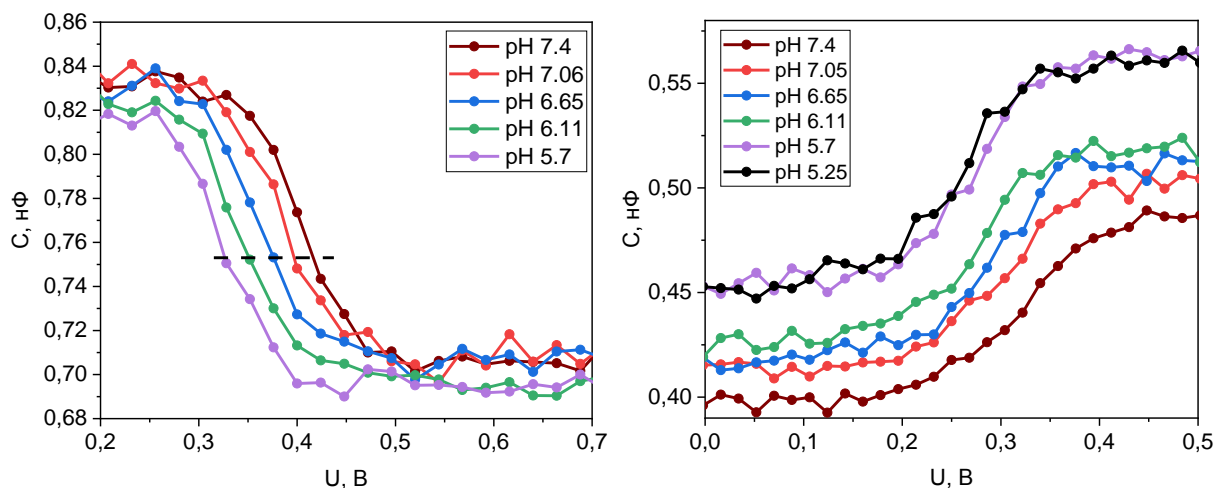 0,86
0,84
0,82
0,80
0,78
0,76
0,74
0,72
0,70
0,68
C, нФ
0,2 0,3 0,4 0,5 0,6 0,7
U, В
pH 7.4
pH 7.06
pH 6.65
pH 6.11
pH 5.7
0,55
0,50
0,45
0,40
C, нФ
0,0 0,1 0,2 0,3 0,4 0,5
U, В
pH 7.4
pH 7.05
pH 6.65
pH 6.11
pH 5.7
pH 5.25